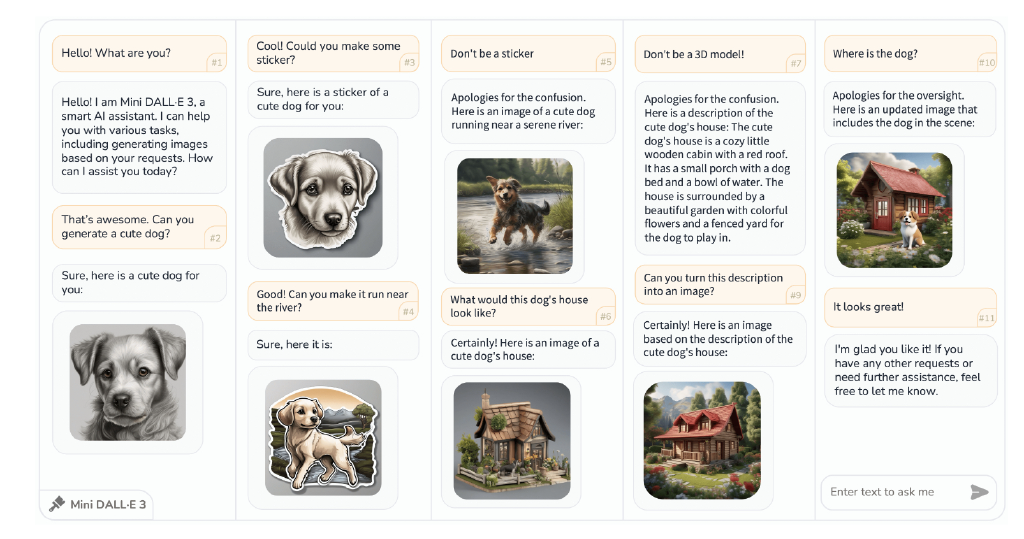 Hello! What are you?
#1
Hello! I am Mini DALL·E 3, a
smart AI assistant. I can help
you with various tasks,
including generating images
based on your requests. How
can I assist you today?
That's awesome. Can you
generate a cute dog?
#2
Sure, here is a cute dog for
you:
Mini DALL·E 3
Cool! Could you make some
sticker?
#3
Sure, here is a sticker of a
cute dog for you:
Good! Can you make it run near
the river?
#4
Sure, here it is:
Don't be a sticker
#5
Apologies for the confusion.
Here is an image of a cute dog
running near a serene river:
What would this dog's house
look like?
#6
Certainly! Here is an image of a
cute dog's house:
Don't be a 3D model!
#7
Apologies for the confusion.
Here is a description of the
cute dog's house: The cute
dog's house is a cozy little
wooden cabin with a red roof.
It has a small porch with a dog
bed and a bowl of water. The
house is surrounded by a
beautiful garden with colorful
flowers and a fenced yard for
the dog to play in.
Can you turn this description
into an image?
#9
Certainly! Here is an image
based on the description of the
cute dog's house:
Where is the dog?
#10
Apologies for the oversight.
Here is an updated image that
includes the dog in the scene:
It looks great!
#11
I'm glad you like it! If you
have any other requests or
need further assistance, feel
free to let me know.
Enter text to ask me